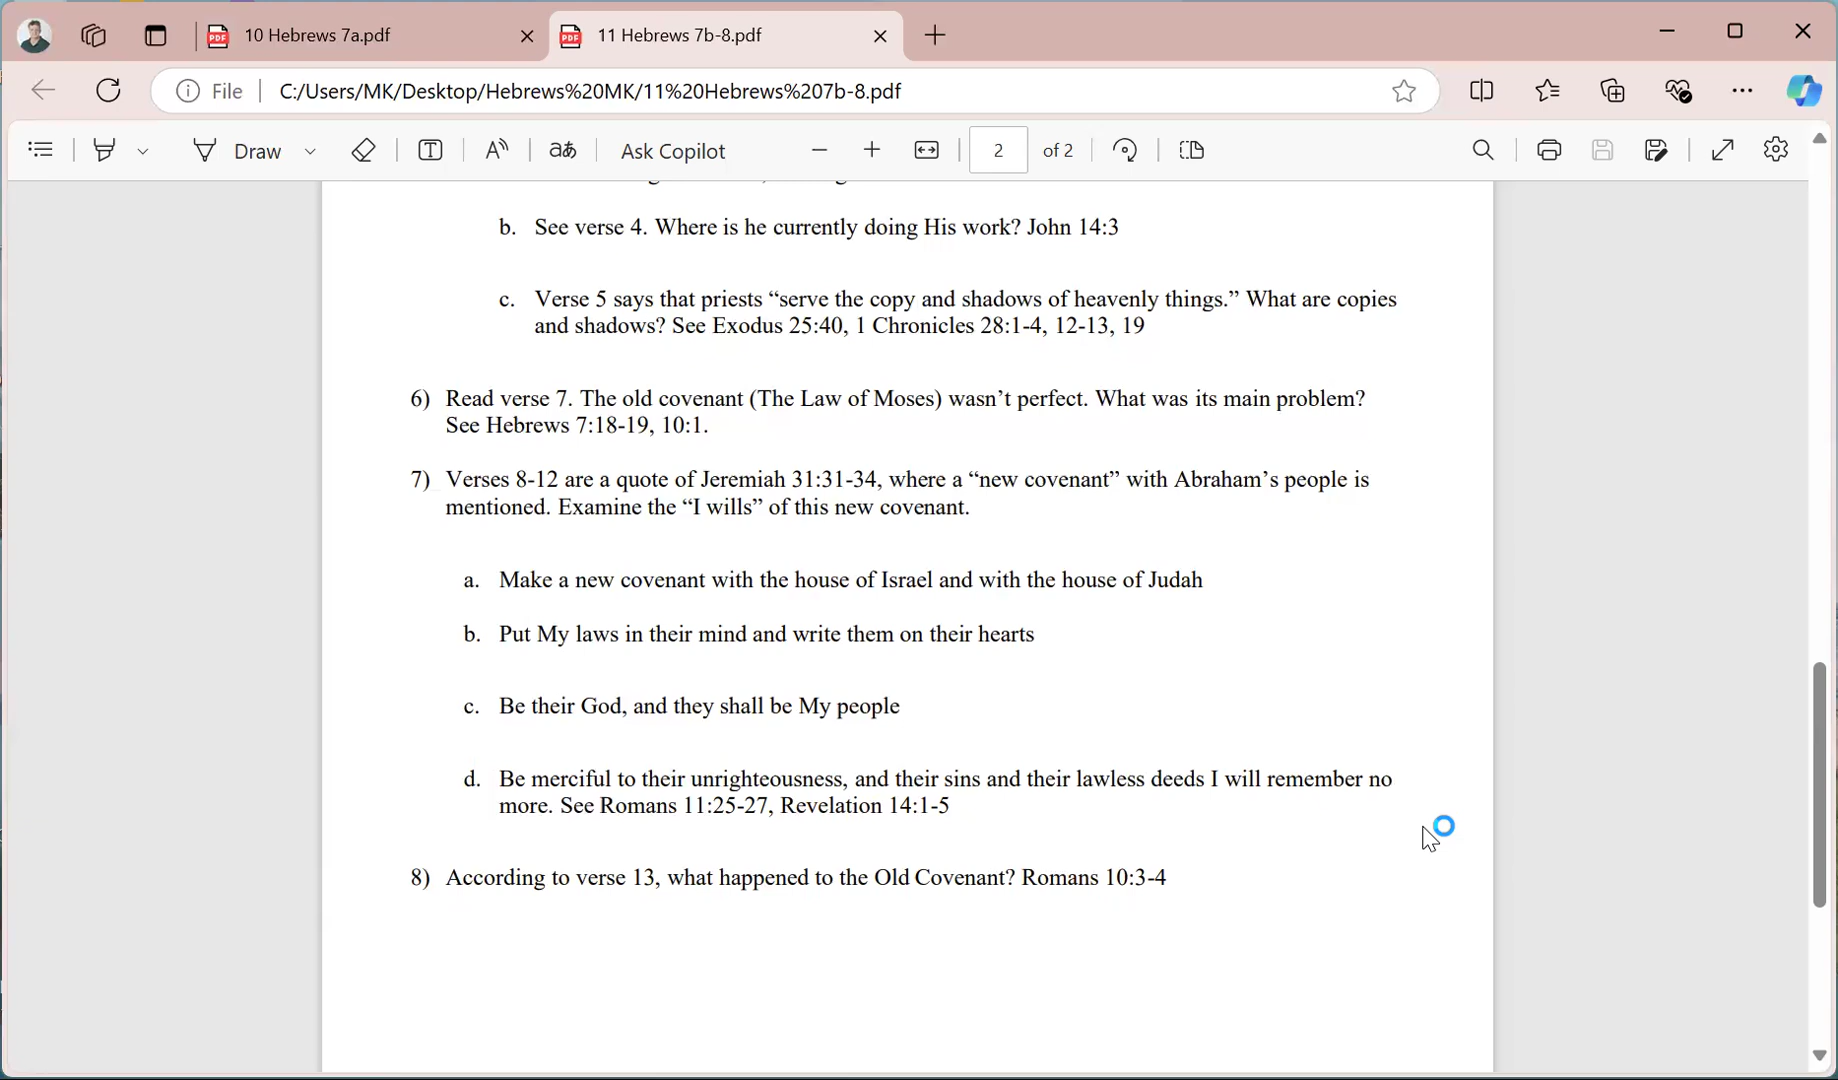 10 Hebrews 7a.pdf
11 Hebrews 7b-8.pdf
File
C:/Users/MK/Desktop/Hebrews%20MK/11%20Hebrews%207b-8.pdf
Draw
Ask Copilot
2
of 2
b. See verse 4. Where is he currently doing His work? John 14:3
c. Verse 5 says that priests “serve the copy and shadows of heavenly things.” What are copies
and shadows? See Exodus 25:40, 1 Chronicles 28:1-4, 12-13, 19
6) Read verse 7. The old covenant (The Law of Moses) wasn’t perfect. What was its main problem?
See Hebrews 7:18-19, 10:1.
7) Verses 8-12 are a quote of Jeremiah 31:31-34, where a “new covenant” with Abraham’s people is
mentioned. Examine the “I wills” of this new covenant.
a. Make a new covenant with the house of Israel and with the house of Judah
b. Put My laws in their mind and write them on their hearts
c. Be their God, and they shall be My people
d. Be merciful to their unrighteousness, and their sins and their lawless deeds I will remember no
more. See Romans 11:25-27, Revelation 14:1-5
8) According to verse 13, what happened to the Old Covenant? Romans 10:3-4